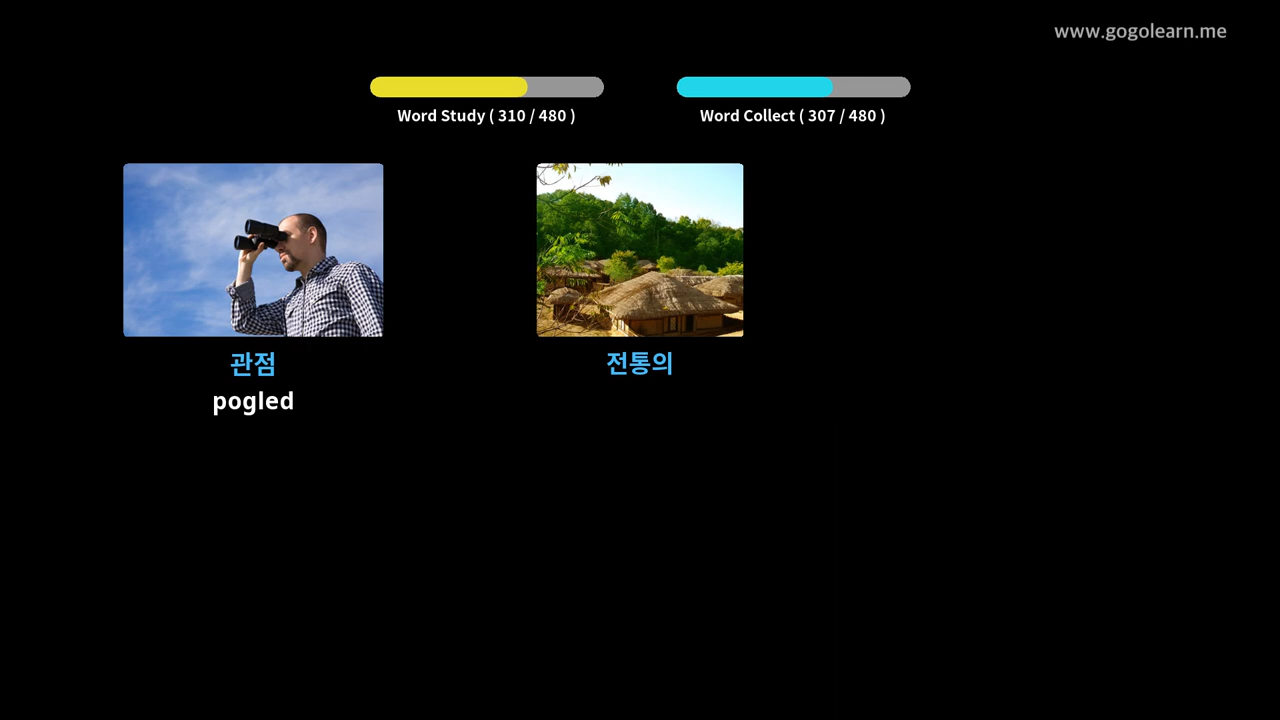 www.gogolearn.me
Word Study ( 310 / 480 )
Word Collect ( 307 / 480 )
관점
전통의
pogled